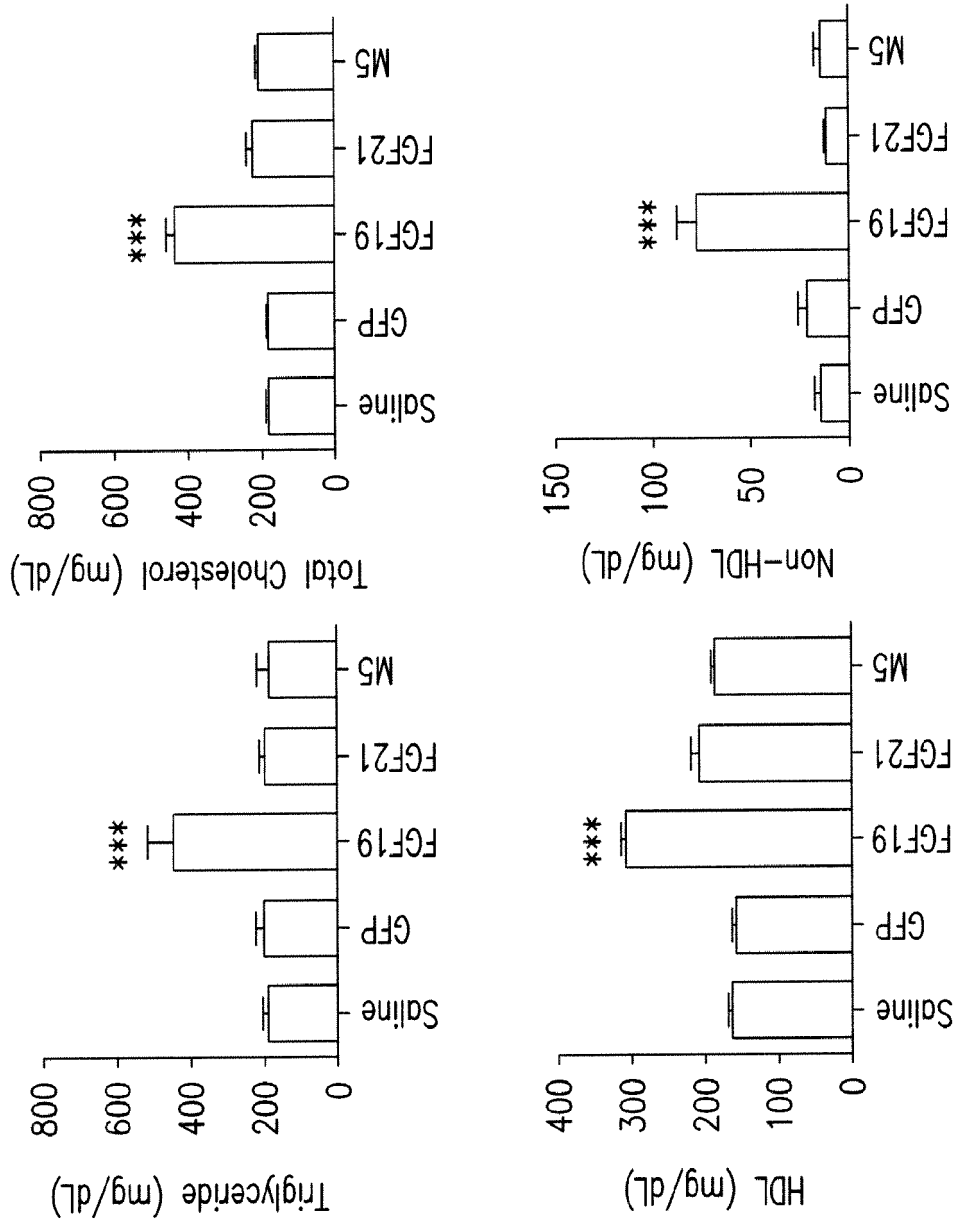 Triglyceride (mg/dL)
800
600
400
200
0
***
Saline
GFP
FGF19
FGF21
M5
Total Cholesterol (mg/dL)
800
600
400
200
0
***
Saline
GFP
FGF19
FGF21
M5
HDL (mg/dL)
400
300
200
100
0
***
Saline
GFP
FGF19
FGF21
M5
Non-HDL (mg/dL)
150
100
50
0
***
Saline
GFP
FGF19
FGF21
M5